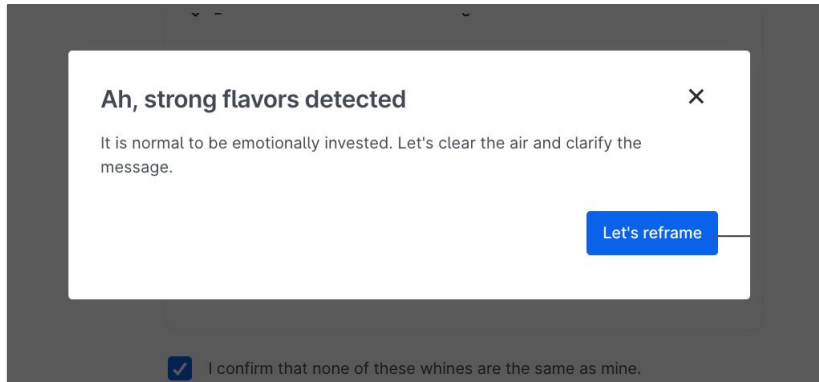 Ah, strong flavors detected
It is normal to be emotionally invested. Let's clear the air and clarify the
message.
Let's reframe
I confirm that none of these whines are the same as mine.